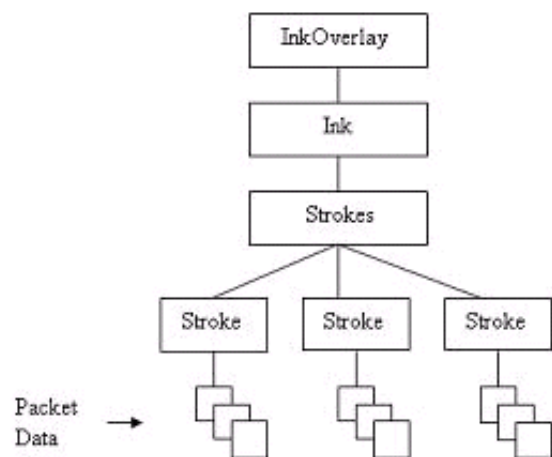 InkOverlay
Ink
Strokes
Stroke Stroke Stroke
Packet
Data